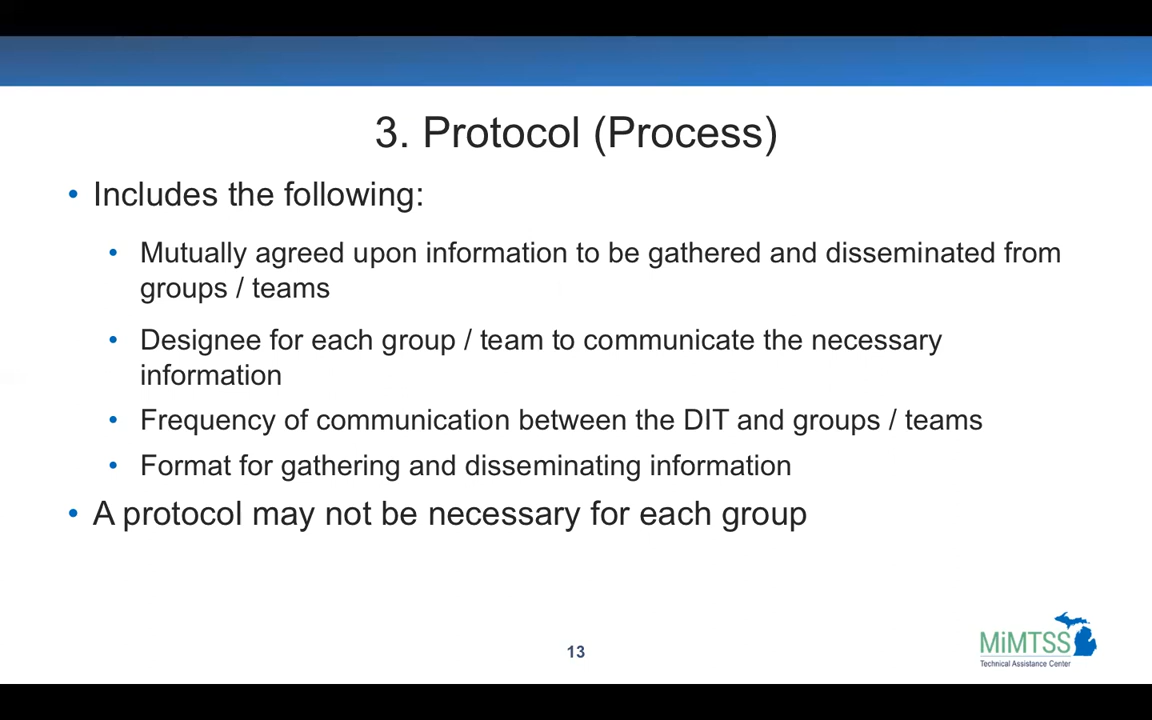 3. Protocol (Process)
• Includes the following:
• Mutually agreed upon information to be gathered and disseminated from
groups / teams
• Designee for each group / team to communicate the necessary
information
• Frequency of communication between the DIT and groups / teams
• Format for gathering and disseminating information
• A protocol may not be necessary for each group
13
MiMTSS
Technical Assistance Center